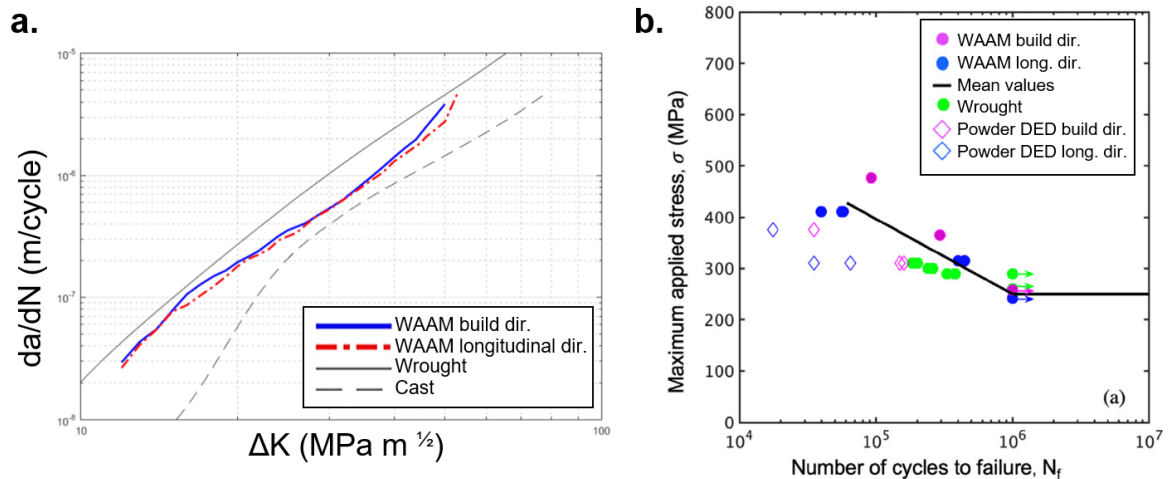 a.
10⁻⁵
10⁻⁶
10⁻⁷
10⁻⁸
da/dN (m/cycle)
WAAM build dir.
WAAM longitudinal dir.
Wrought
Cast
10
100
ΔK (MPa m ½)
b.
800
700
600
500
400
300
200
100
0
Maximum applied stress, σ (MPa)
WAAM build dir.
WAAM long. dir.
Mean values
Wrought
Powder DED build dir.
Powder DED long. dir.
(a)
10⁴
10⁵
10⁶
10⁷
Number of cycles to failure, Nf